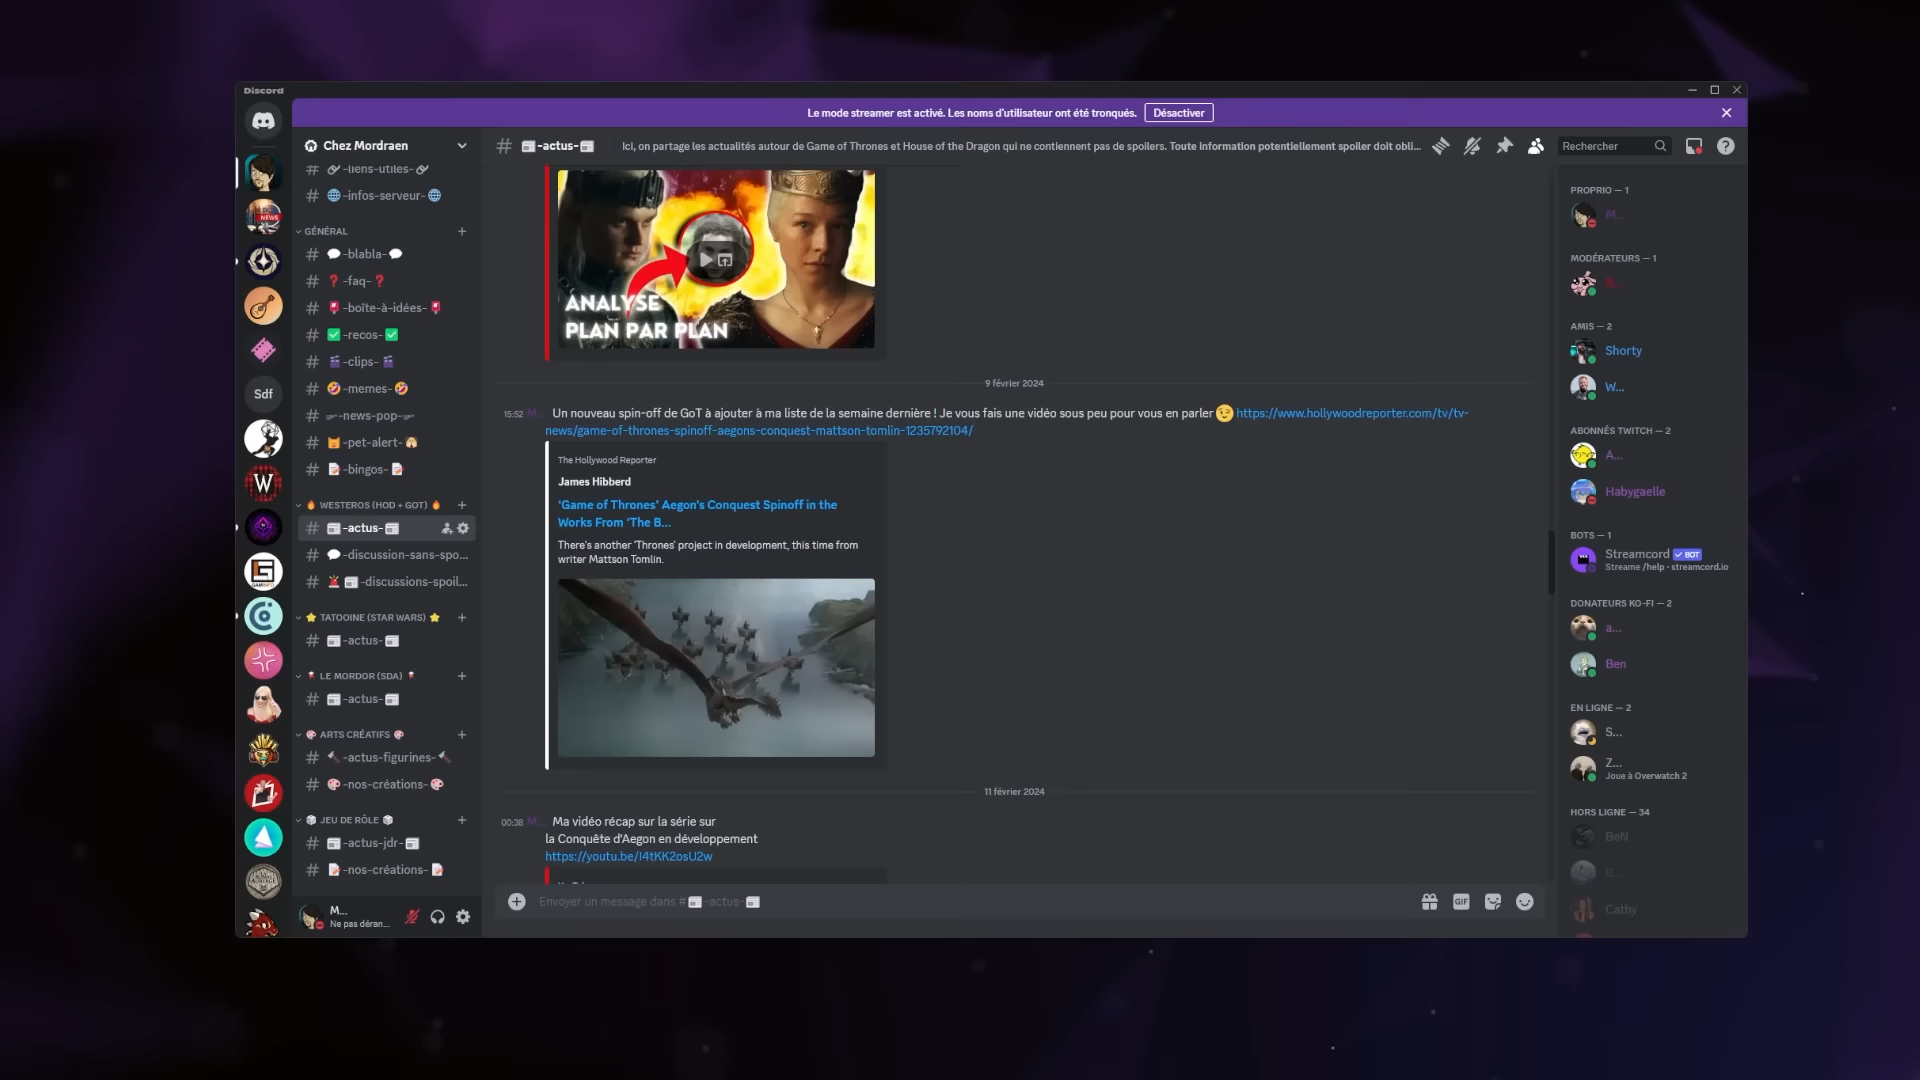 Discord
Le mode streamer est activé. Les noms d'utilisateur ont été tronqués.
Désactiver
Chez Mordraen
-liens-utiles-
-infos-serveur-
GÉNÉRAL
-blabla-
-faq-
-boîte-à-idées-
-recos-
-clips-
-memes-
-news-pop-
-pet-alert-
-bingos-
WESTEROS (HOD + GOT)
-actus-
-discussion-sans-spo...
-discussions-spoil...
TATOOINE (STAR WARS)
-actus-
LE MORDOR (SDA)
-actus-
ARTS CRÉATIFS
-actus-figurines-
-nos-créations-
JEU DE RÔLE
-actus-jdr-
-nos-créations-
M...
Ne pas déran...
NEWS
Sdf
W
GAMINFO
# -actus-
Ici, on partage les actualités autour de Game of Thrones et House of the Dragon qui ne contiennent pas de spoilers. Toute information potentiellement spoiler doit obli...
Rechercher
ANALYSE
PLAN PAR PLAN
9 février 2024
15:52 M... Un nouveau spin-off de GoT à ajouter à ma liste de la semaine dernière ! Je vous fais une vidéo sous peu pour vous en parler https://www.hollywoodreporter.com/tv/tv-
news/game-of-thrones-spinoff-aegons-conquest-mattson-tomlin-1235792104/
The Hollywood Reporter
James Hibberd
'Game of Thrones' Aegon's Conquest Spinoff in the
Works From 'The B...
There's another 'Thrones' project in development, this time from
writer Mattson Tomlin.
11 février 2024
00:38 M... Ma vidéo récap sur la série sur
la Conquête d'Aegon en développement
https://youtu.be/I4tKK2osU2w
Envoyer un message dans # -actus-
GIF
PROPRIO — 1
M...
MODÉRATEURS — 1
AMIS — 2
Shorty
W...
ABONNÉS TWITCH — 2
A...
Habygaelle
BOTS — 1
Streamcord BOT
Streame /help · streamcord.io
DONATEURS KO-FI — 2
a...
Ben
EN LIGNE — 2
S...
Z...
Joue à Overwatch 2
HORS LIGNE — 34
BeN
B...
Cathy